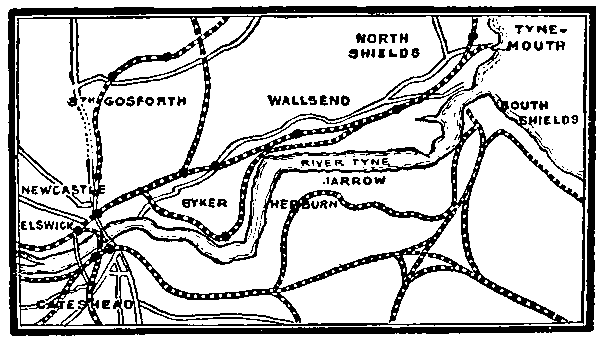 TYNE-
MOUTH
NORTH
SHIELDS
STH GOSFORTH
WALLSEND
SOUTH
SHIELDS
RIVER TYNE
JARROW
NEWCASTLE
BYKER
HEBBURN
ELSWICK
GATESHEAD